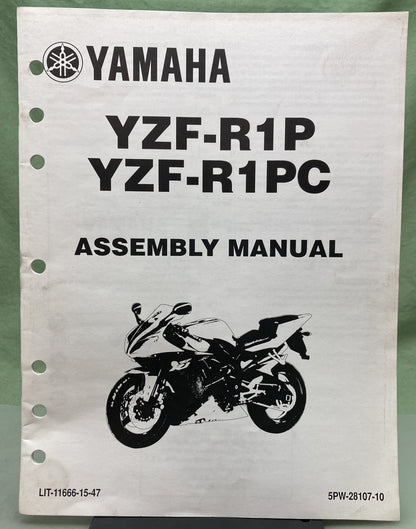 YAMAHA
YZF-R1P
YZF-R1PC
ASSEMBLY MANUAL
LIT-11666-15-47
5PW-28107-10